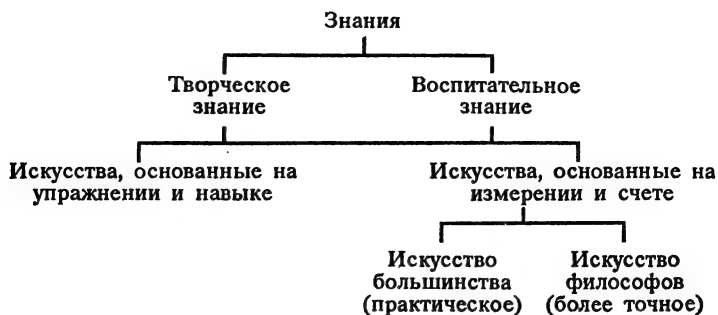 Знания
Творческое
знание
Воспитательное
знание
Искусства, основанные на
упражнении и навыке
Искусства, основанные на
измерении и счете
Искусство
большинства
(практическое)
Искусство
философов
(более точное)